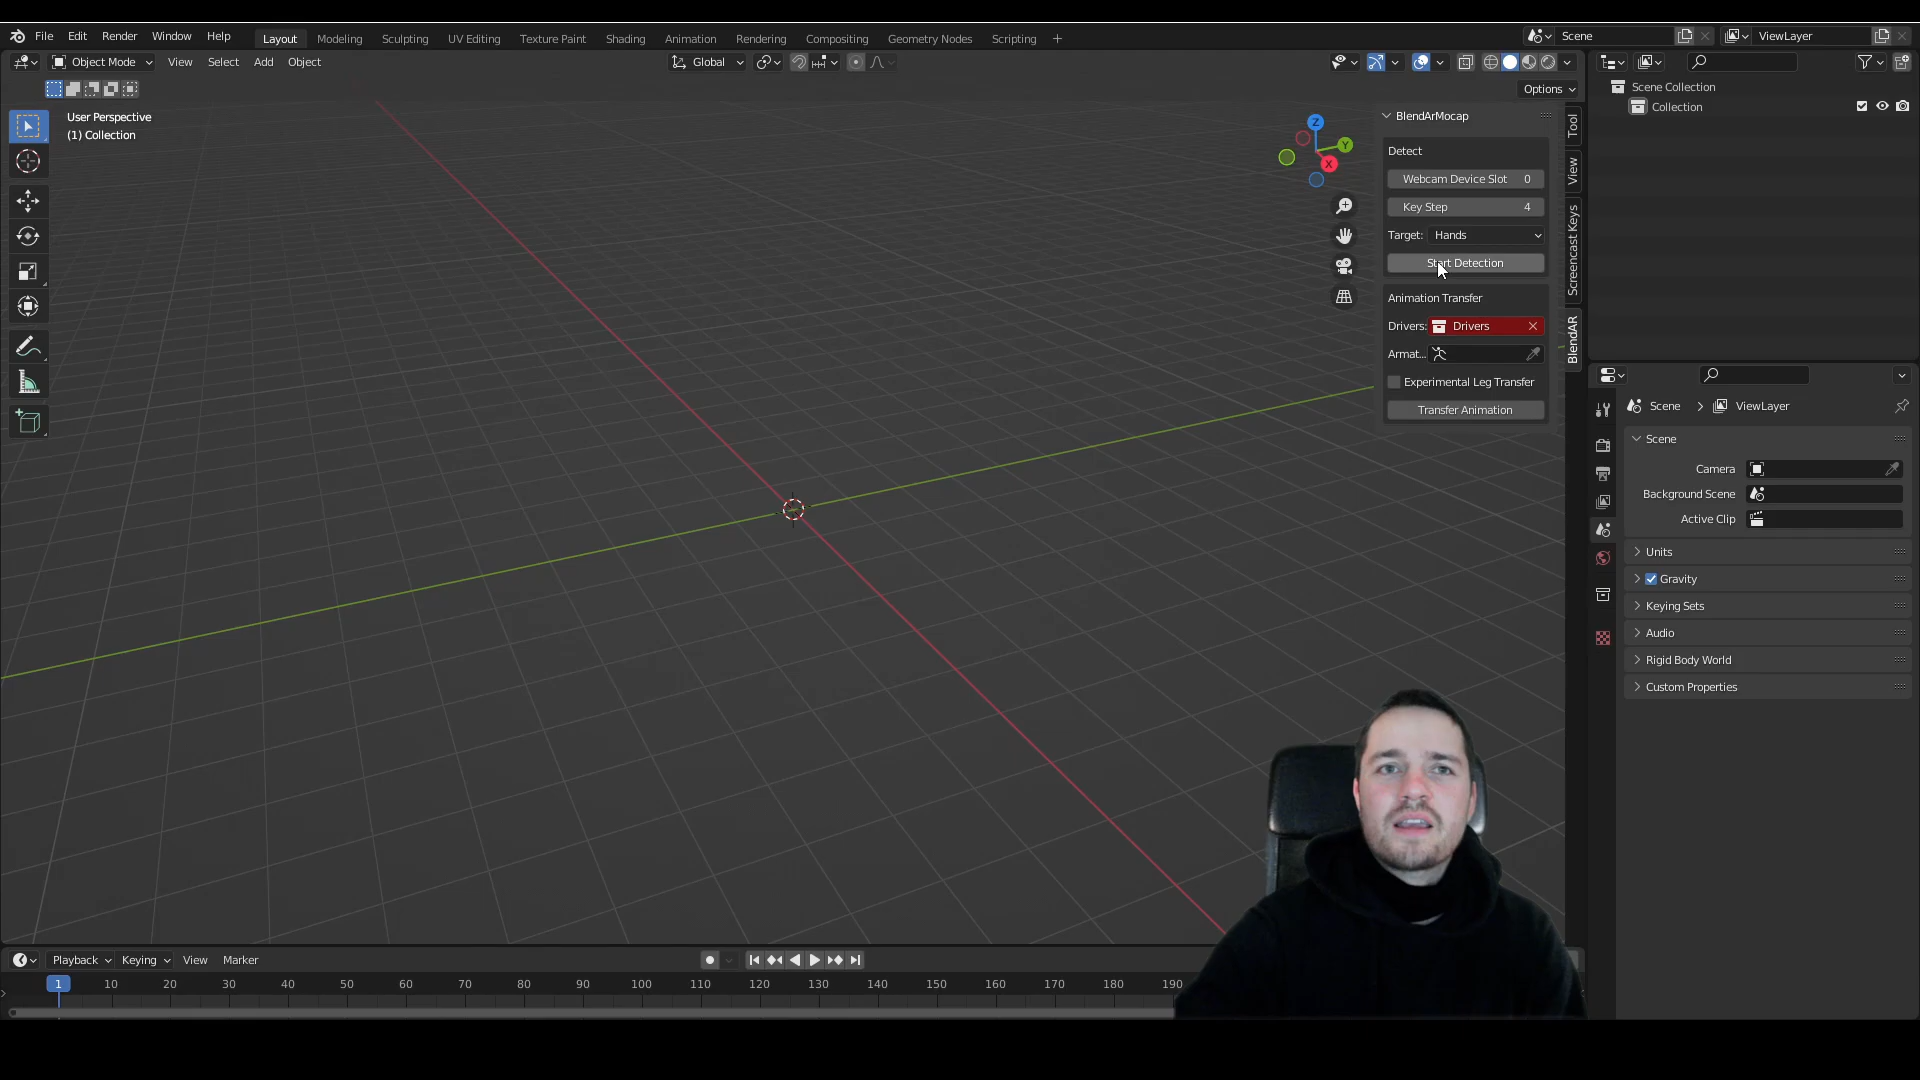 File Edit Render Window Help Layout Modeling Sculpting UV Editing Texture Paint Shading Animation Rendering Compositing Geometry Nodes Scripting + Scene ViewLayer
Object Mode View Select Add Object Global
Options
User Perspective
(1) Collection
Z
Y
X
BlendArMocap
Detect
Webcam Device Slot 0
Key Step 4
Target: Hands
Start Detection
Animation Transfer
Drivers: Drivers
Armat...
Experimental Leg Transfer
Transfer Animation
Tool
View
Screencast Keys
BlendAR
Scene Collection
Collection
Scene > ViewLayer
Scene
Camera
Background Scene
Active Clip
Units
Gravity
Keying Sets
Audio
Rigid Body World
Custom Properties
Playback Keying View Marker
1 10 20 30 40 50 60 70 80 90 100 110 120 130 140 150 160 170 180 190